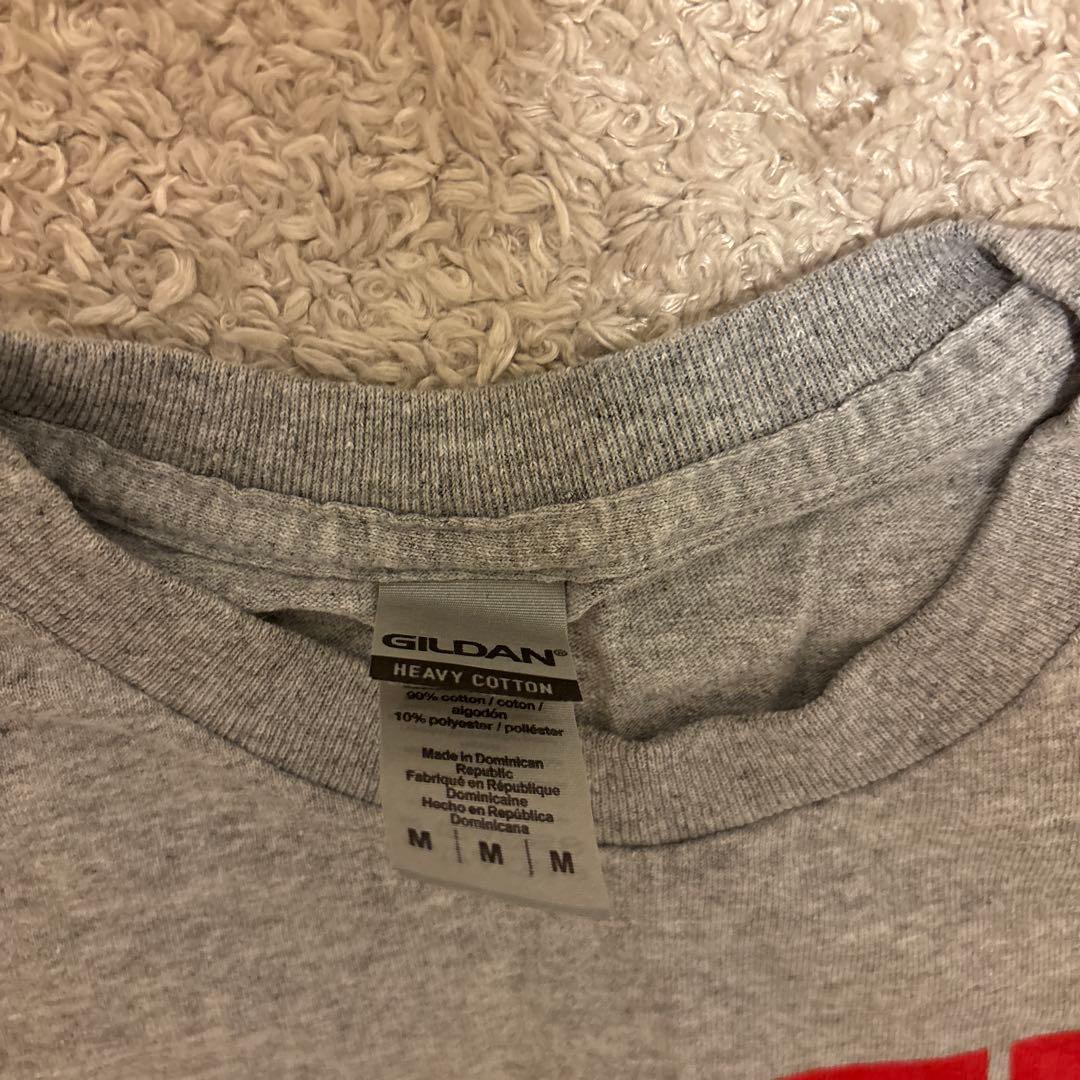 GILDAN®
HEAVY COTTON
90% cotton / coton /
algodón
10% polyester / poliéster
Made in Dominican
Republic
Fabriqué en République
Dominicaine
Hecho en República
Dominicana
M | M | M